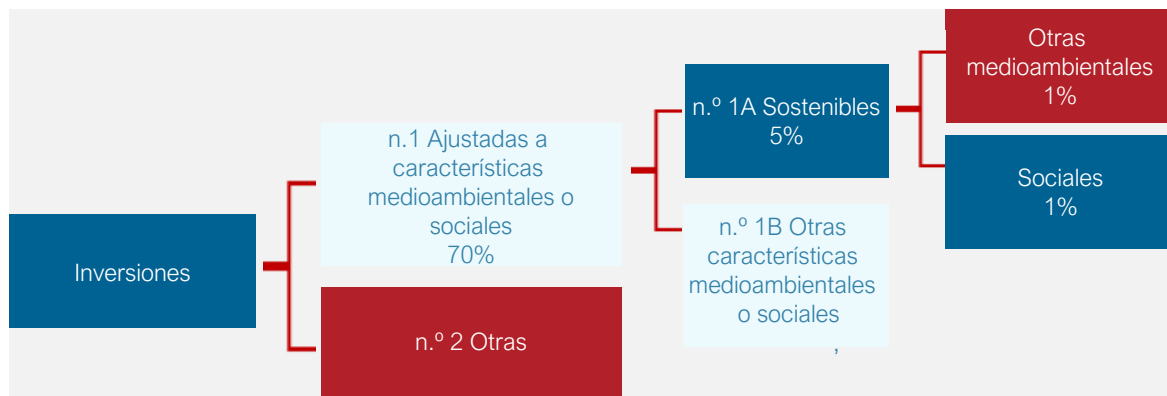 Inversiones
n.1 Ajustadas a
características
medioambientales o
sociales
70%
n.º 2 Otras
n.º 1A Sostenibles
5%
n.º 1B Otras
características
medioambientales
o sociales
,
Otras
medioambientales
1%
Sociales
1%